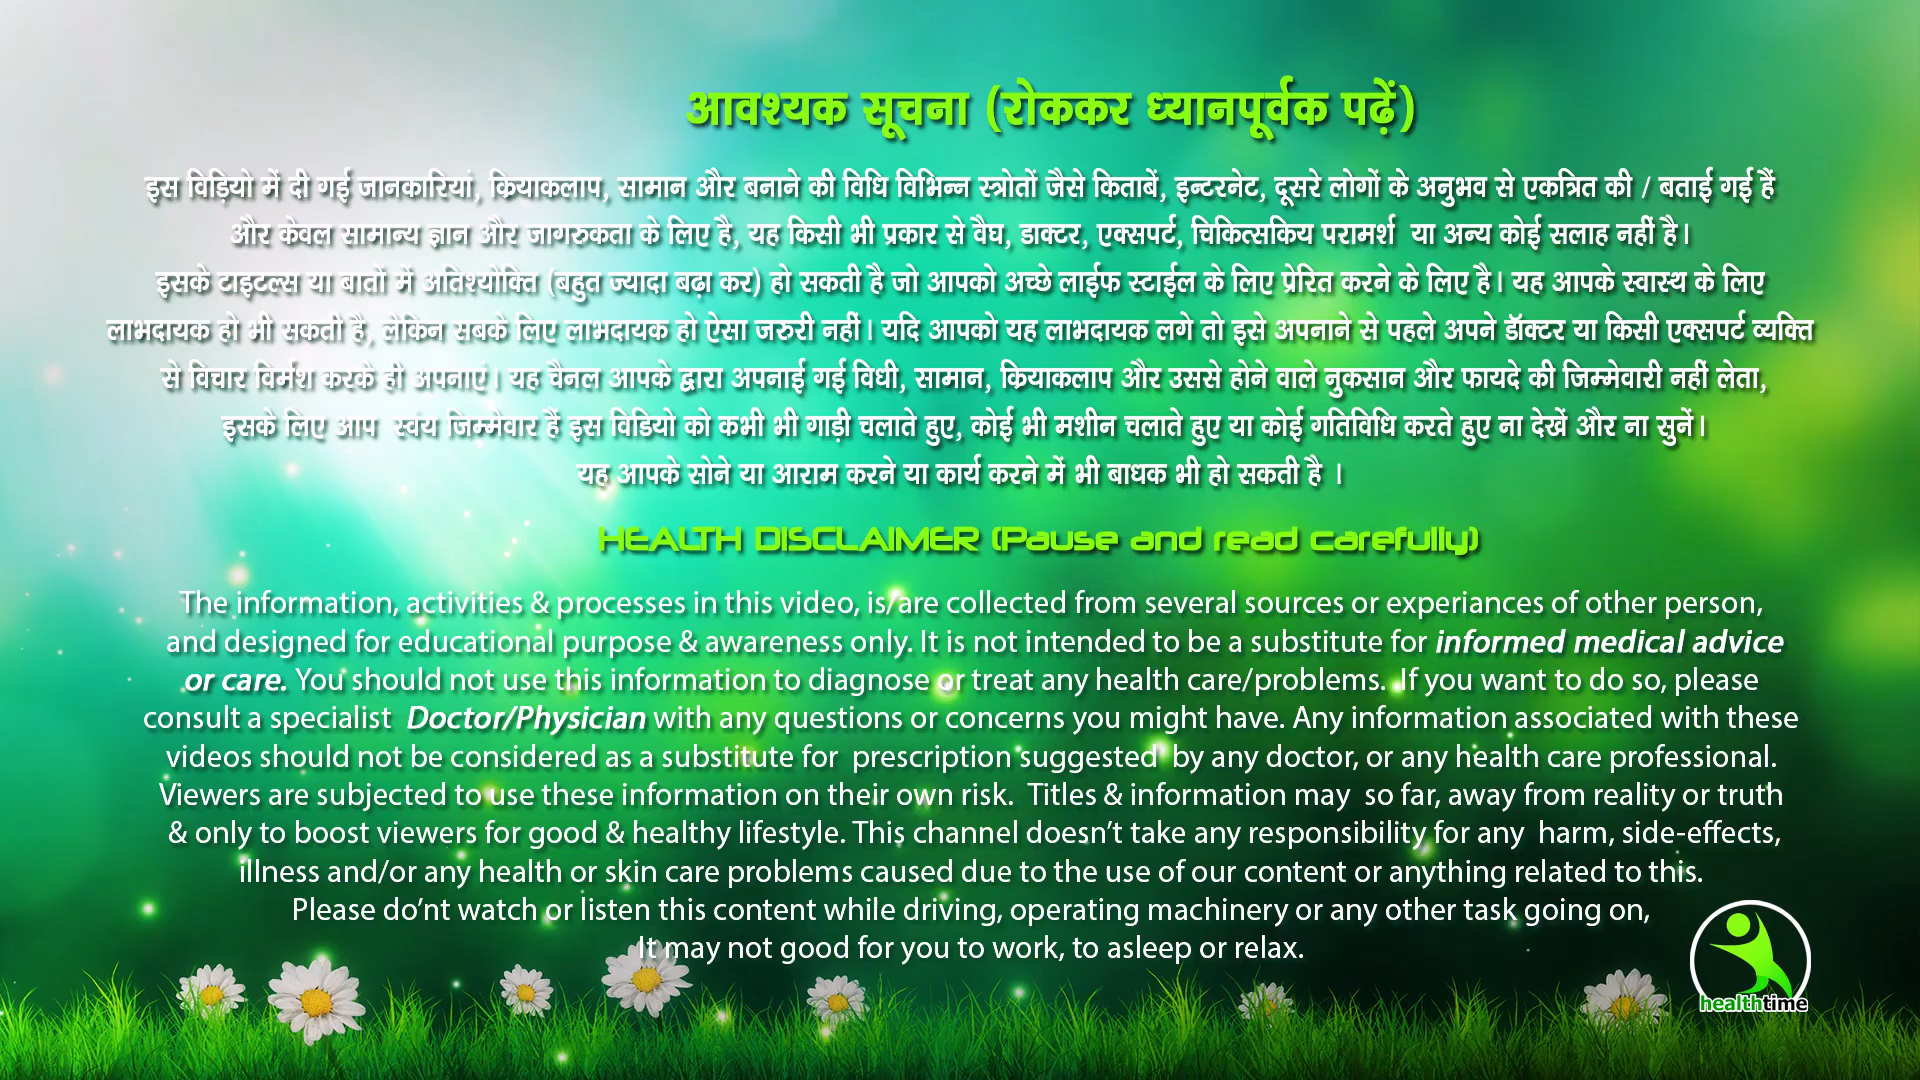 आवश्यक सूचना (रोककर ध्यानपूर्वक पढ़ें)
इस विड़ियो में दी गई जानकारियां, क्रियाकलाप, सामान और बनाने की विधि विभिन्न स्त्रोतों जैसे किताबें, इन्टरनेट, दूसरे लोगों के अनुभव से एकत्रित की / बताई गई हैं
और केवल सामान्य ज्ञान और जागरुकता के लिए है, यह किसी भी प्रकार से वैघ, डाक्टर, एक्सपर्ट, चिकित्सकिय परामर्श या अन्य कोई सलाह नहीं है।
इसके टाइटल्स या बातों में अतिश्योक्ति (बहुत ज्यादा बढ़ा कर) हो सकती है जो आपको अच्छे लाईफ स्टाईल के लिए प्रेरित करने के लिए है। यह आपके स्वास्थ के लिए
लाभदायक हो भी सकती है, लेकिन सबके लिए लाभदायक हो ऐसा जरुरी नहीं। यदि आपको यह लाभदायक लगे तो इसे अपनाने से पहले अपने डॉक्टर या किसी एक्सपर्ट व्यक्ति
से विचार विर्मश करके ही अपनाएं। यह चैनल आपके द्वारा अपनाई गई विधी, सामान, क्रियाकलाप और उससे होने वाले नुकसान और फायदे की जिम्मेवारी नहीं लेता,
इसके लिए आप स्वंय जिम्मेवार हैं इस विडियो को कभी भी गाड़ी चलाते हुए, कोई भी मशीन चलाते हुए या कोई गतिविधि करते हुए ना देखें और ना सुनें।
यह आपके सोने या आराम करने या कार्य करने में भी बाधक भी हो सकती है ।
HEALTH DISCLAIMER (Pause and read carefully)
The information, activities & processes in this video, is/are collected from several sources or experiances of other person,
and designed for educational purpose & awareness only. It is not intended to be a substitute for informed medical advice
or care. You should not use this information to diagnose or treat any health care/problems. If you want to do so, please
consult a specialist Doctor/Physician with any questions or concerns you might have. Any information associated with these
videos should not be considered as a substitute for prescription suggested by any doctor, or any health care professional.
Viewers are subjected to use these information on their own risk. Titles & information may so far, away from reality or truth
& only to boost viewers for good & healthy lifestyle. This channel doesn't take any responsibility for any harm, side-effects,
illness and/or any health or skin care problems caused due to the use of our content or anything related to this.
Please do'nt watch or listen this content while driving, operating machinery or any other task going on,
It may not good for you to work, to asleep or relax.
healthtime